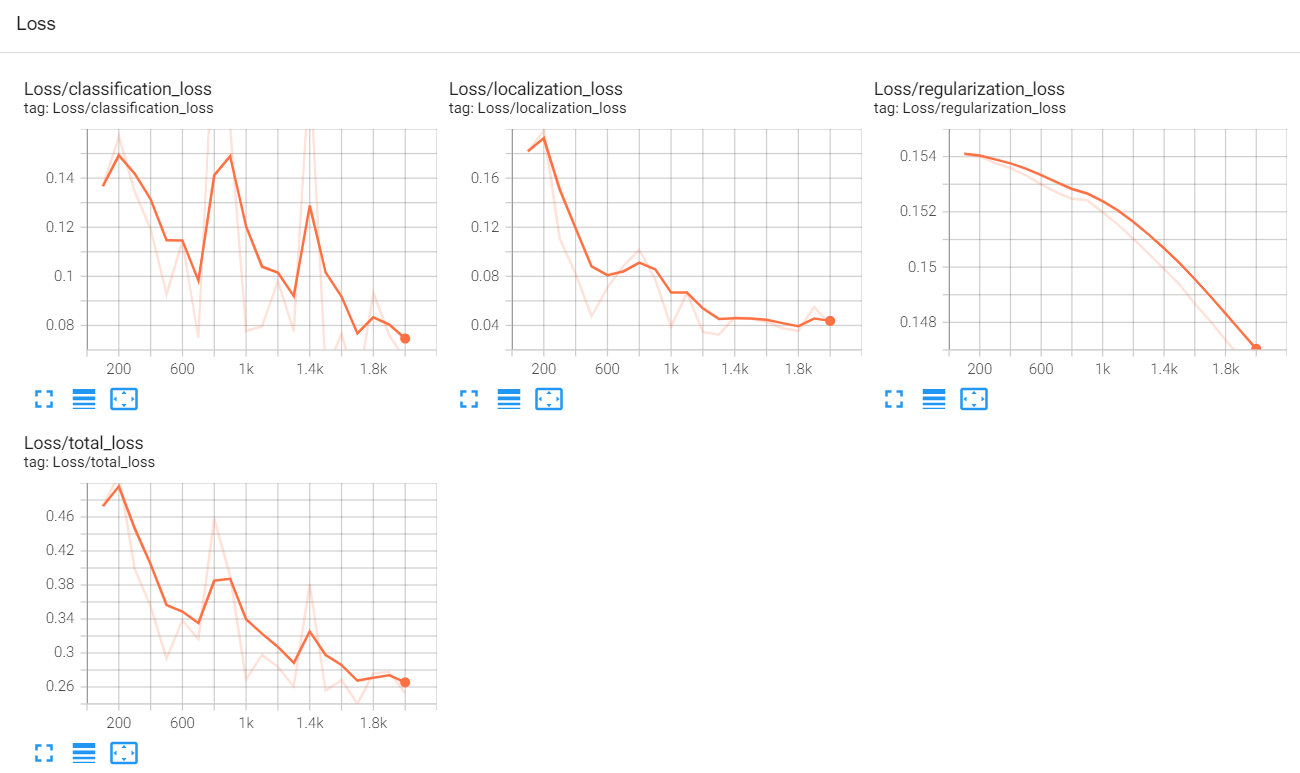 Loss
Loss/classification_loss
tag: Loss/classification_loss
0.14
0.12
0.1
0.08
200 600 1k 1.4k 1.8k
Loss/localization_loss
tag: Loss/localization_loss
0.16
0.12
0.08
0.04
200 600 1k 1.4k 1.8k
Loss/regularization_loss
tag: Loss/regularization_loss
0.154
0.152
0.15
0.148
200 600 1k 1.4k 1.8k
Loss/total_loss
tag: Loss/total_loss
0.46
0.42
0.38
0.34
0.3
0.26
200 600 1k 1.4k 1.8k